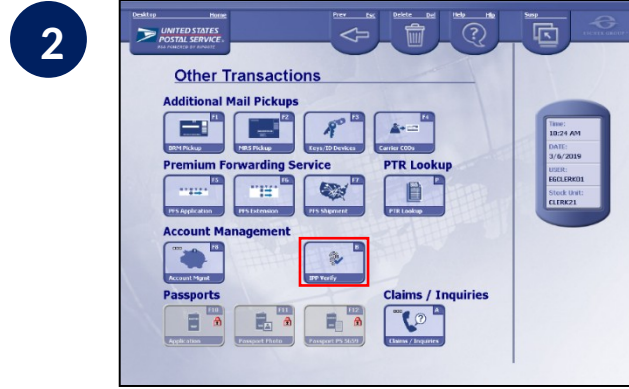 2
Desktop Home Prev Esc Delete Del Help Hlp Susp
UNITED STATES
POSTAL SERVICE
Other Transactions
Additional Mail Pickups
F1 F2 F3 F4
BRM Pickup MRS Pickup Keys/ID Devices Carrier CODs
Premium Forwarding Service PTR Lookup
F5 F6 F7 P
PFS Application PFS Extension PFS Shipment PTR Lookup
Account Management
F8
Account Mgmt IPP Verify
Passports Claims / Inquiries
F10 F11 F12 A
Application Passport Photo Passport PS 5659
Claims / Inquiries
Time:
10:24 AM
DATE:
3/6/2019
USER:
EGCLERK01
Stock Unit:
CLERK21